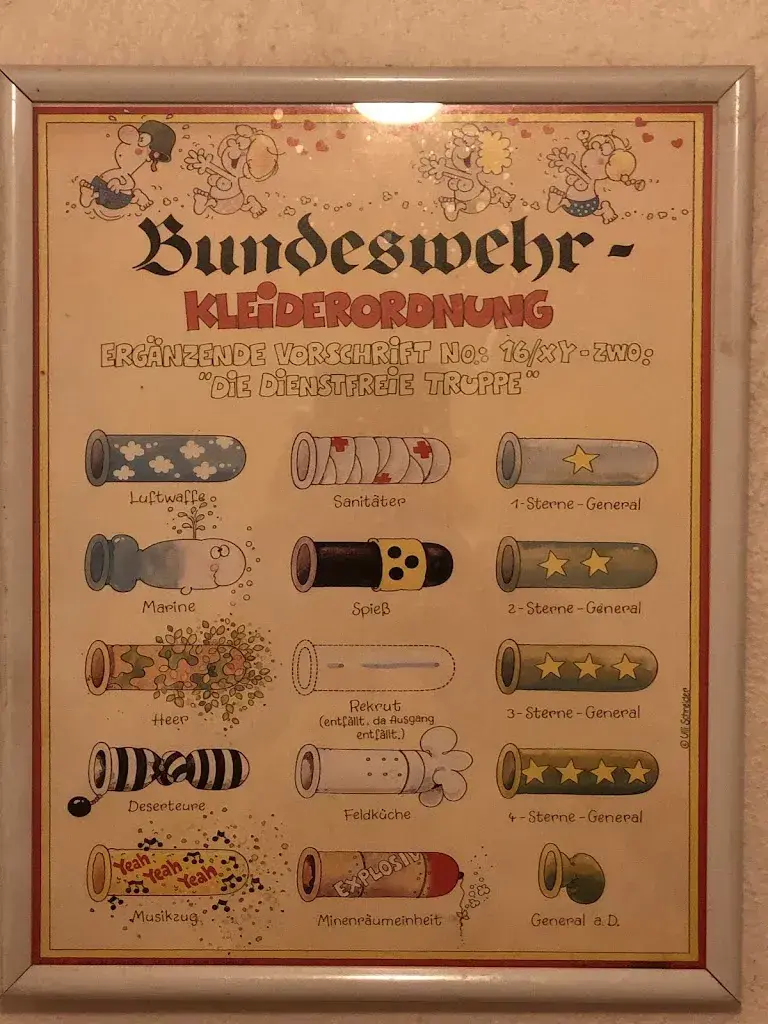 Bundeswehr-
KLEIDERORDNUNG
ERGÄNZENDE VORSCHRIFT NO.: 16/XY-ZWO:
"DIE DIENSTFREIE TRUPPE"
Luftwaffe
Sanitäter
1-Sterne-General
Marine
Spieß
2-Sterne-General
Heer
Rekrut
(entfällt, da Ausgang
entfällt.)
3-Sterne-General
Deserteure
Feldküche
4-Sterne-General
Yeah
Yeah
Yeah
Musikzug
EXPLOSIV
Minenräumeinheit
General a.D.
© Uli Schneider